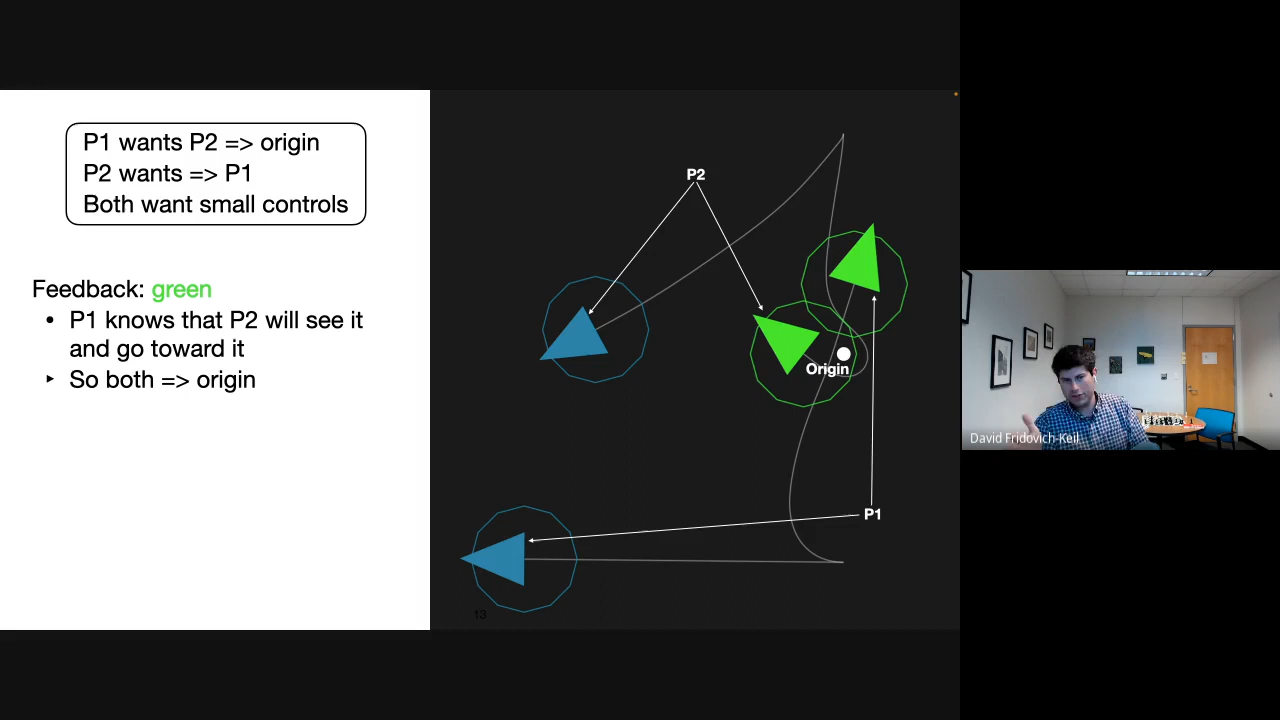 P1 wants P2 => origin
P2 wants => P1
Both want small controls
Feedback: green
• P1 knows that P2 will see it
and go toward it
‣ So both => origin
P2
Origin
P1
13
David Fridovich-Keil